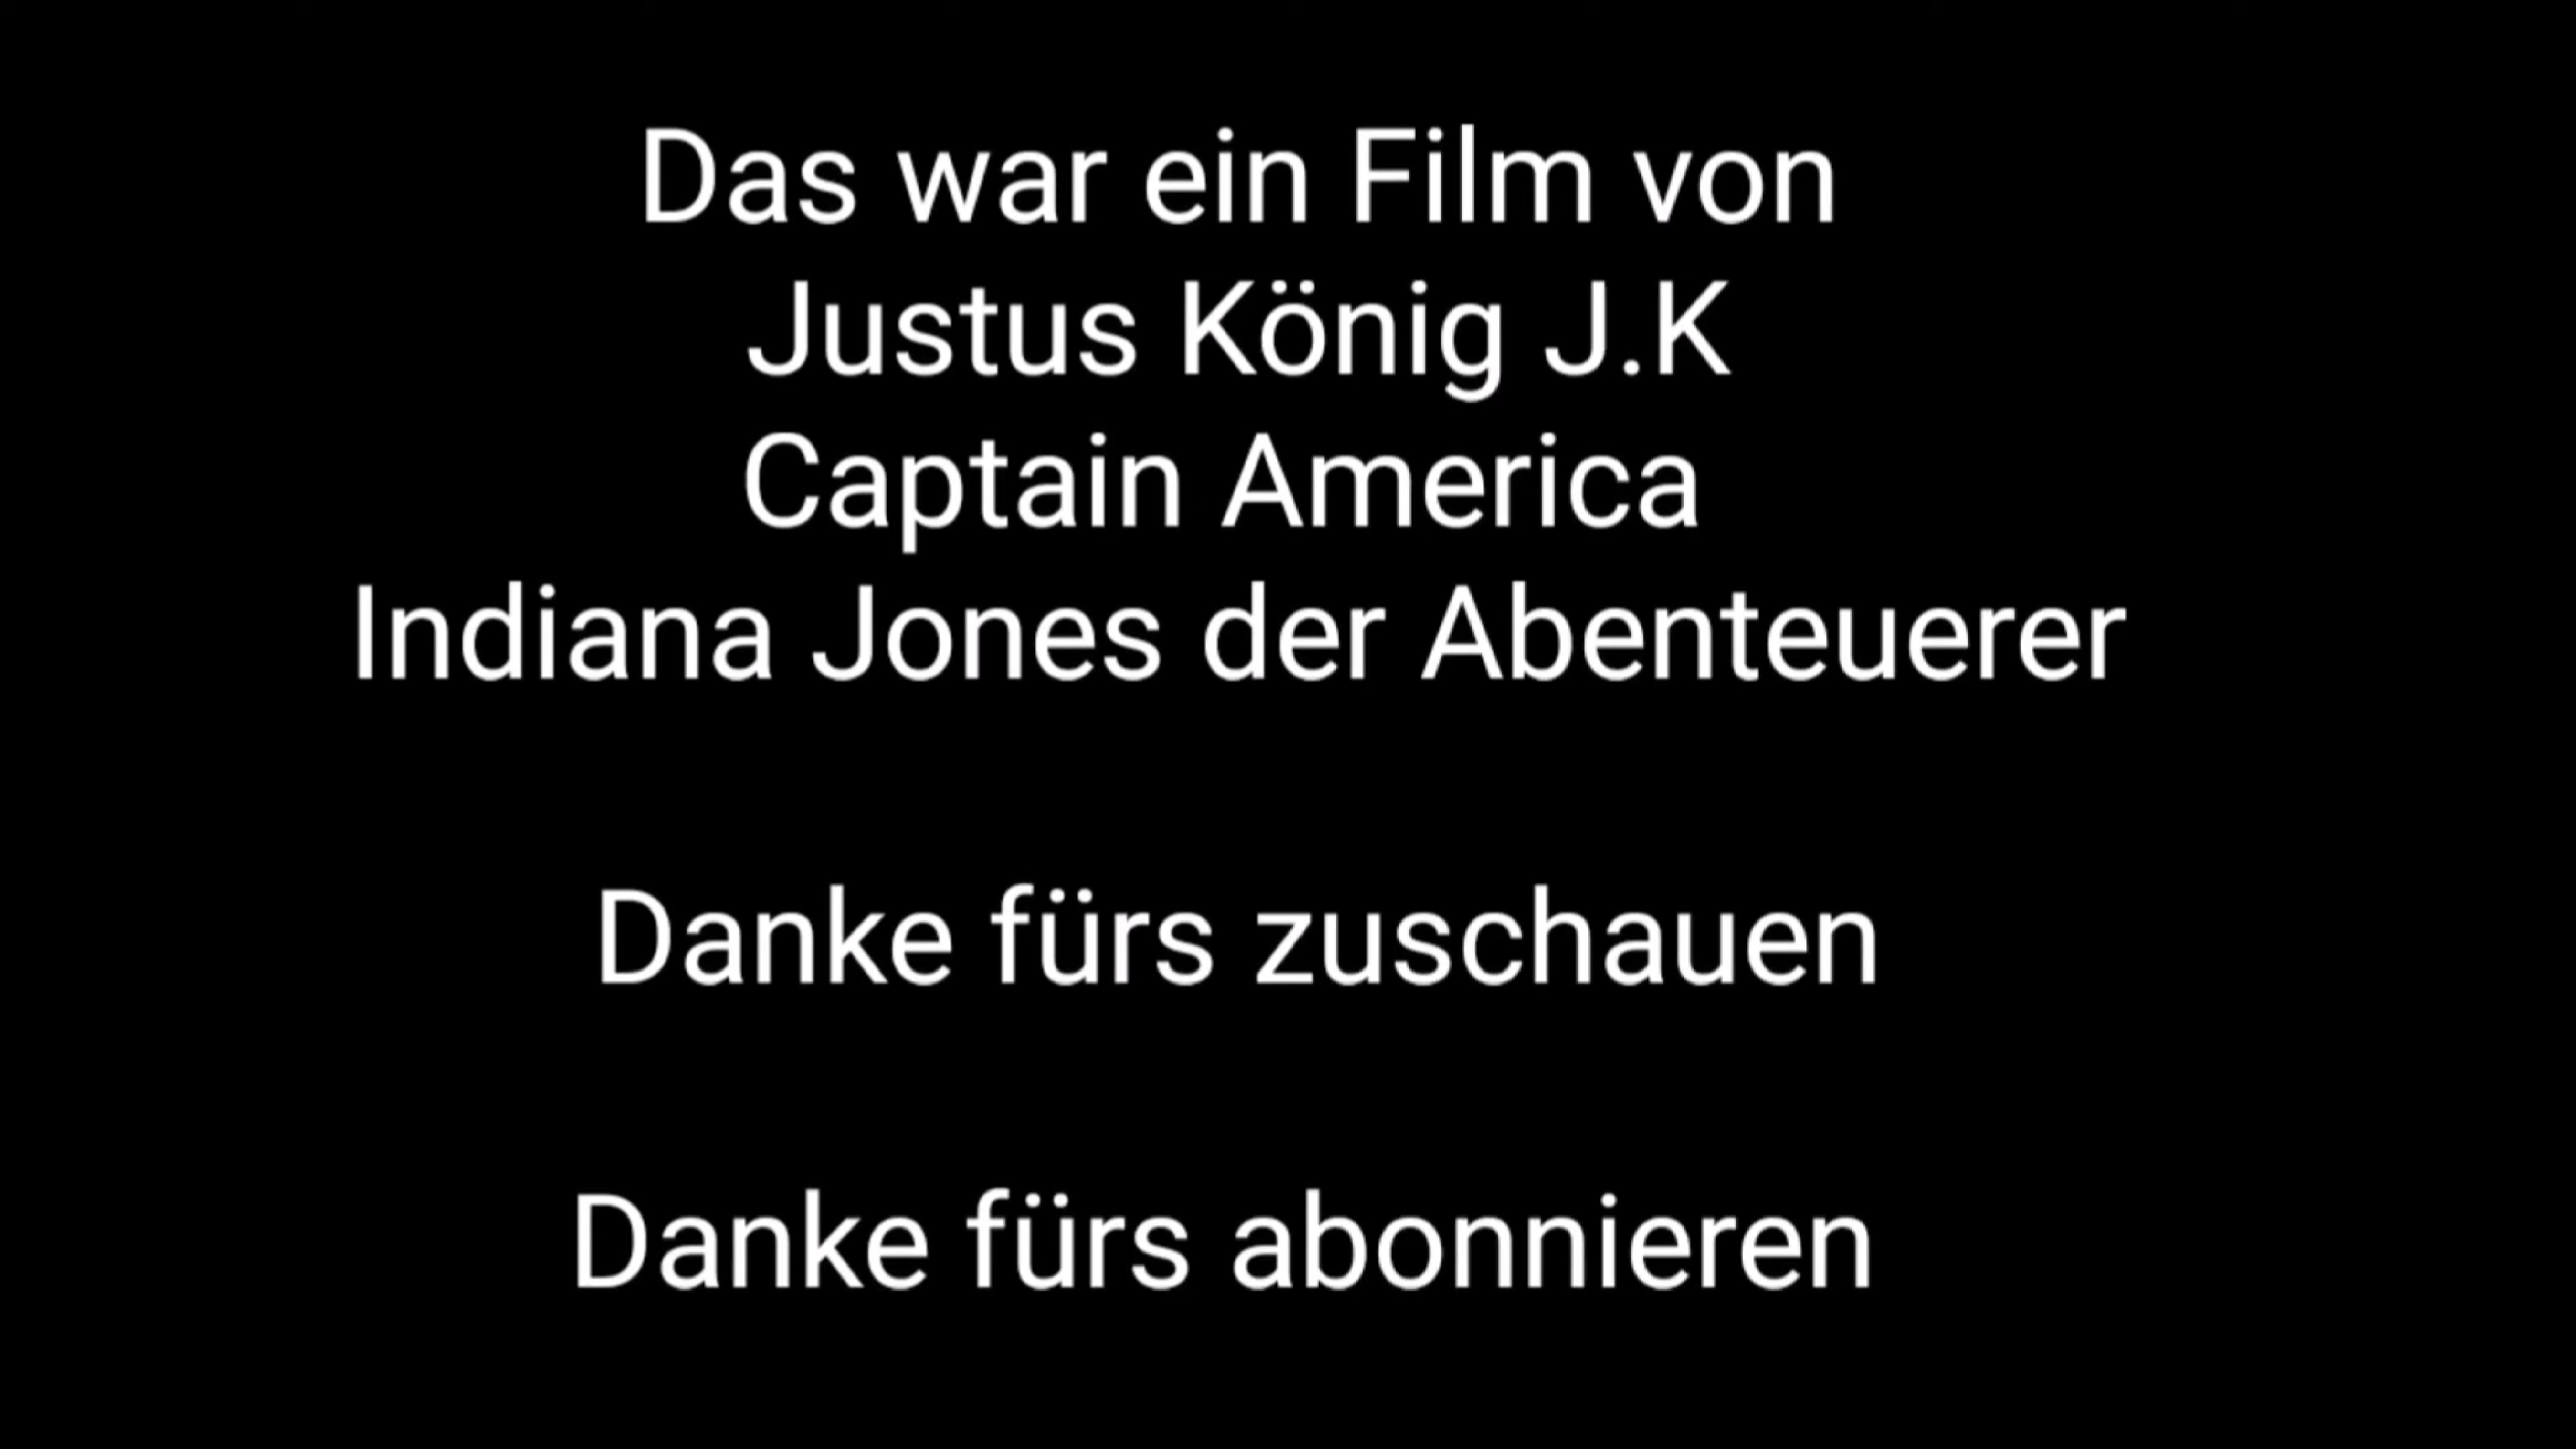 Das war ein Film von
Justus König J.K
Captain America
Indiana Jones der Abenteuerer
Danke fürs zuschauen
Danke fürs abonnieren